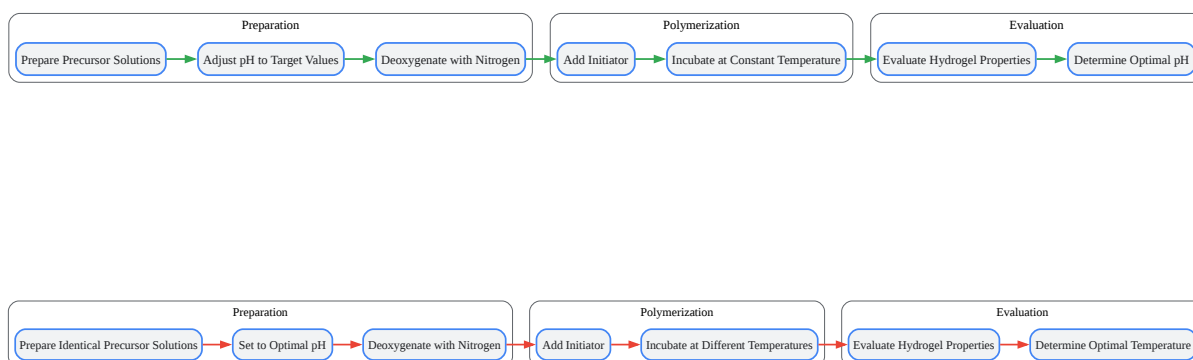 Preparation
Polymerization
Evaluation
Prepare Precursor Solutions
Adjust pH to Target Values
Deoxygenate with Nitrogen
Add Initiator
Incubate at Constant Temperature
Evaluate Hydrogel Properties
Determine Optimal pH
Preparation
Polymerization
Evaluation
Prepare Identical Precursor Solutions
Set to Optimal pH
Deoxygenate with Nitrogen
Add Initiator
Incubate at Different Temperatures
Evaluate Hydrogel Properties
Determine Optimal Temperature